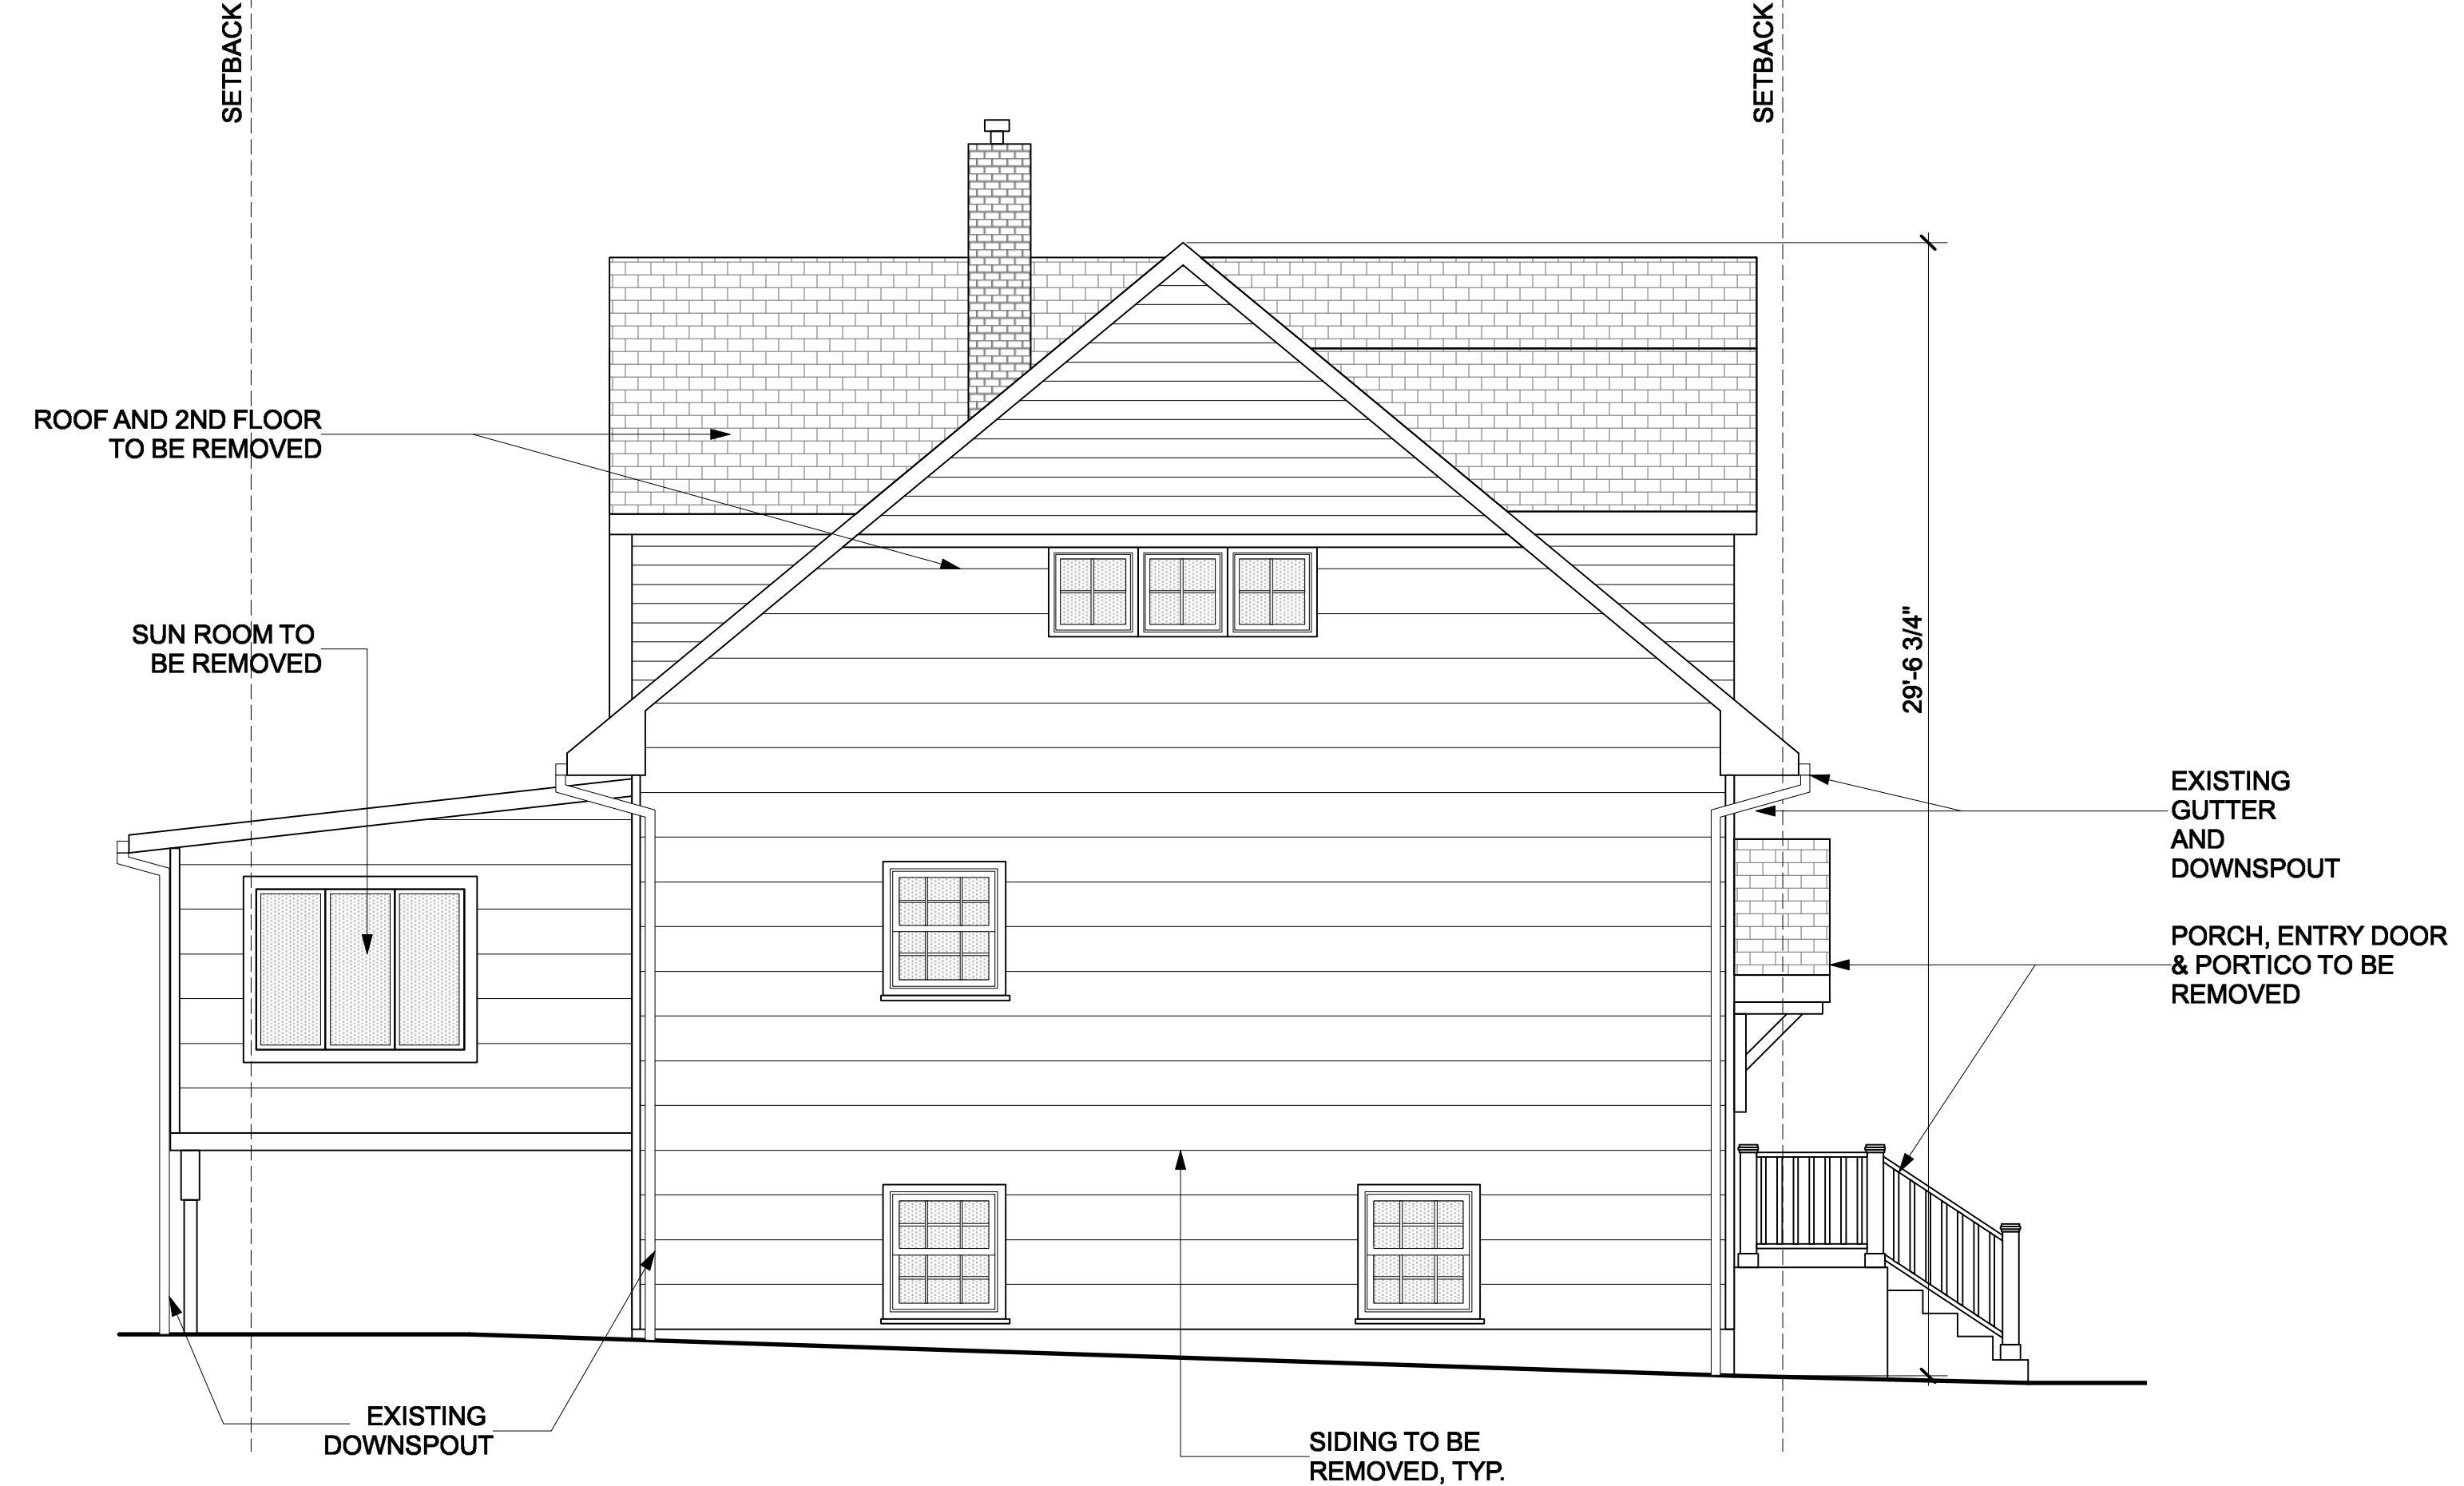 SETBACK
SETBACK
ROOF AND 2ND FLOOR
TO BE REMOVED
SUN ROOM TO
BE REMOVED
29'-6 3/4"
EXISTING
GUTTER
AND
DOWNSPOUT
PORCH, ENTRY DOOR
& PORTICO TO BE
REMOVED
EXISTING
DOWNSPOUT
SIDING TO BE
REMOVED, TYP.